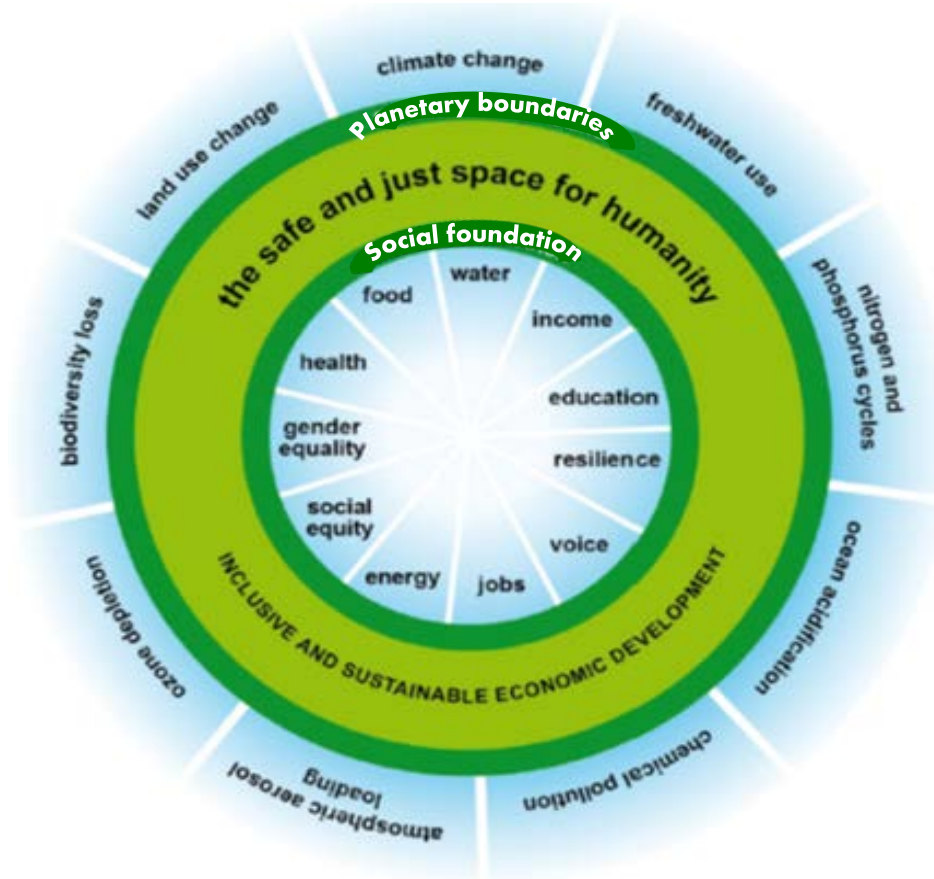 climate change
Planetary boundaries
the safe and just space for humanity
Social foundation
water
income
education
resilience
voice
jobs
energy
social
equity
gender
equality
health
food
INCLUSIVE AND SUSTAINABLE ECONOMIC DEVELOPMENT
freshwater use
nitrogen and
phosphorus cycles
ocean acidification
chemical pollution
atmospheric aerosol
loading
ozone depletion
biodiversity loss
land use change